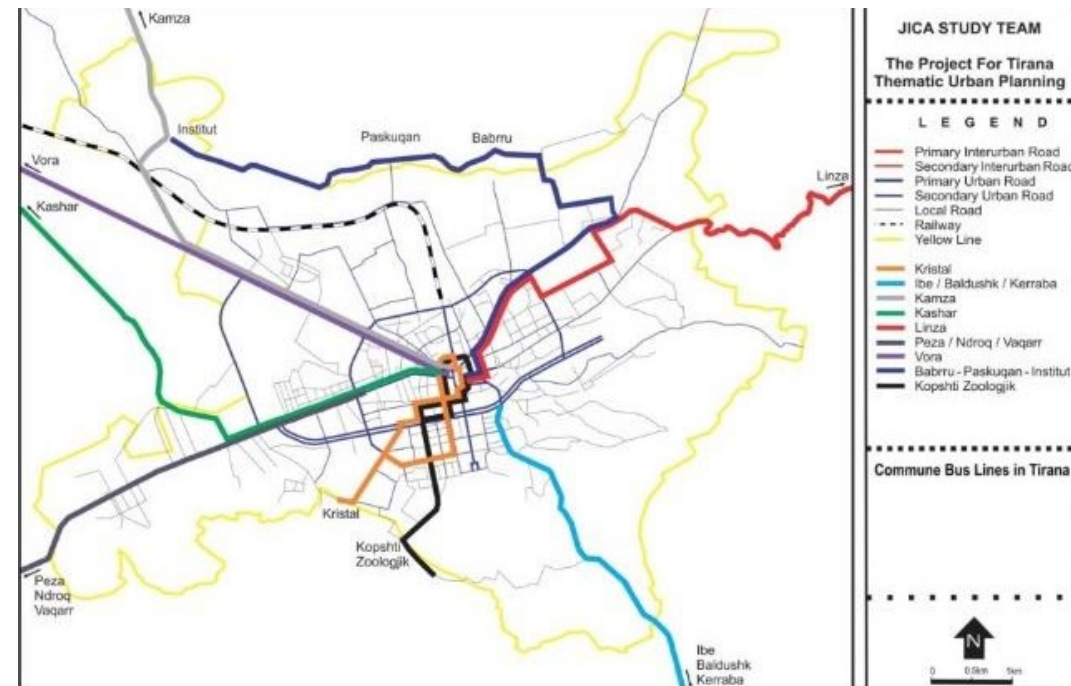 Kamza
Institut
Paskuqan
Babrru
Vora
Linza
Kashar
Kristal
Kopshti
Zoologjik
Peza
Ndroq
Vaqarr
Ibe
Baldushk
Kerraba
JICA STUDY TEAM
The Project For Tirana
Thematic Urban Planning
L E G E N D
Primary Interurban Road
Secondary Interurban Road
Primary Urban Road
Secondary Urban Road
Local Road
Railway
Yellow Line
Kristal
Ibe / Baldushk / Kerraba
Kamza
Kashar
Linza
Peza / Ndroq / Vaqarr
Vora
Babrru - Paskuqan - Institut
Kopshti Zoologjik
Commune Bus Lines in Tirana
N
0 0.5km 1km